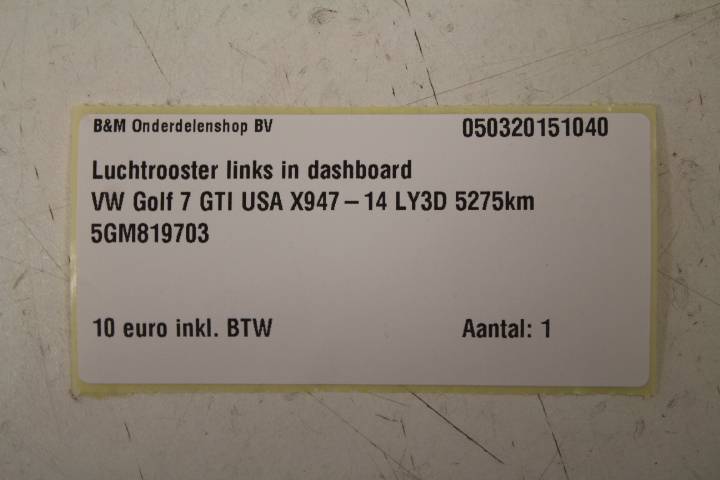 B&M Onderdelenshop BV 050320151040
Luchtrooster links in dashboard
VW Golf 7 GTI USA X947-14 LY3D 5275km
5GM819703
10 euro inkl. BTW Aantal: 1